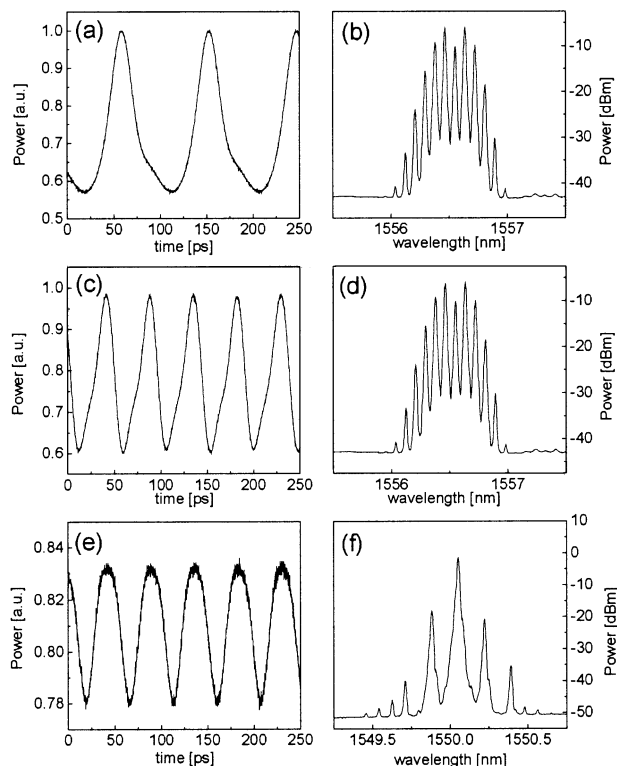 (a)
1.0
0.9
0.8
0.7
0.6
0.5
Power [a.u.]
0 50 100 150 200 250
time [ps]
(b)
-10
-20
-30
-40
Power [dBm]
1556 1557
wavelength [nm]
(c)
1.0
0.9
0.8
0.7
0.6
Power [a.u.]
0 50 100 150 200 250
time [ps]
(d)
-10
-20
-30
-40
Power [dBm]
1556 1557
wavelength [nm]
(e)
0.84
0.82
0.80
0.78
Power [a.u.]
0 50 100 150 200 250
time [ps]
(f)
10
0
-10
-20
-30
-40
-50
Power [dBm]
1549.5 1550.0 1550.5
wavelength [nm]